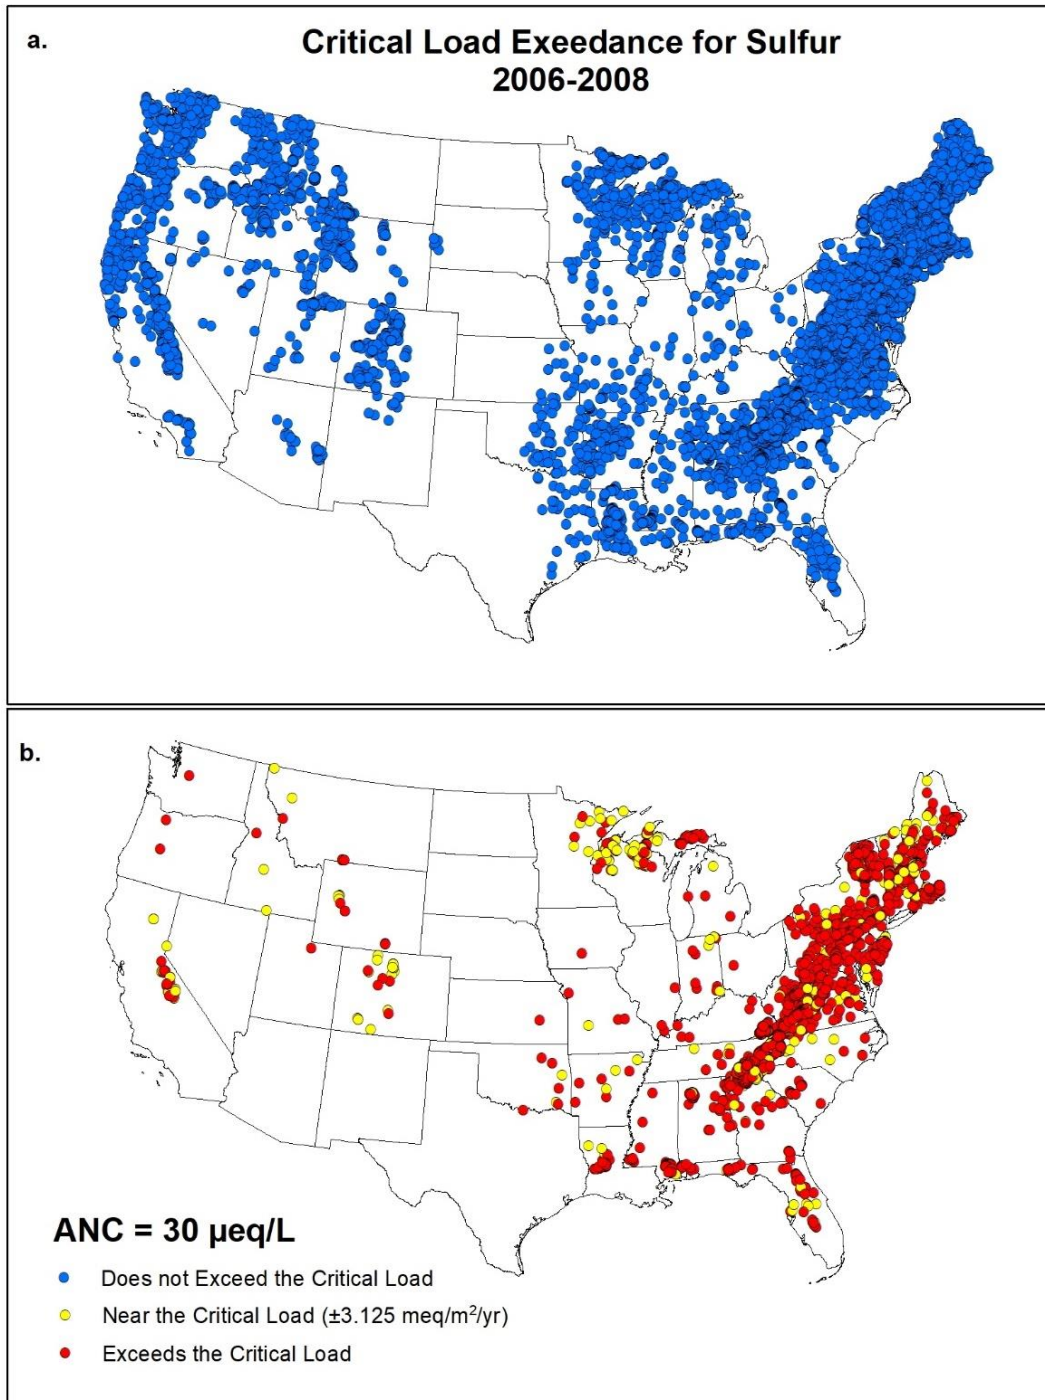 a.
Critical Load Exeedance for Sulfur
2006-2008
b.
ANC = 30 µeq/L
Does not Exceed the Critical Load
Near the Critical Load (±3.125 meq/m²/yr)
Exceeds the Critical Load